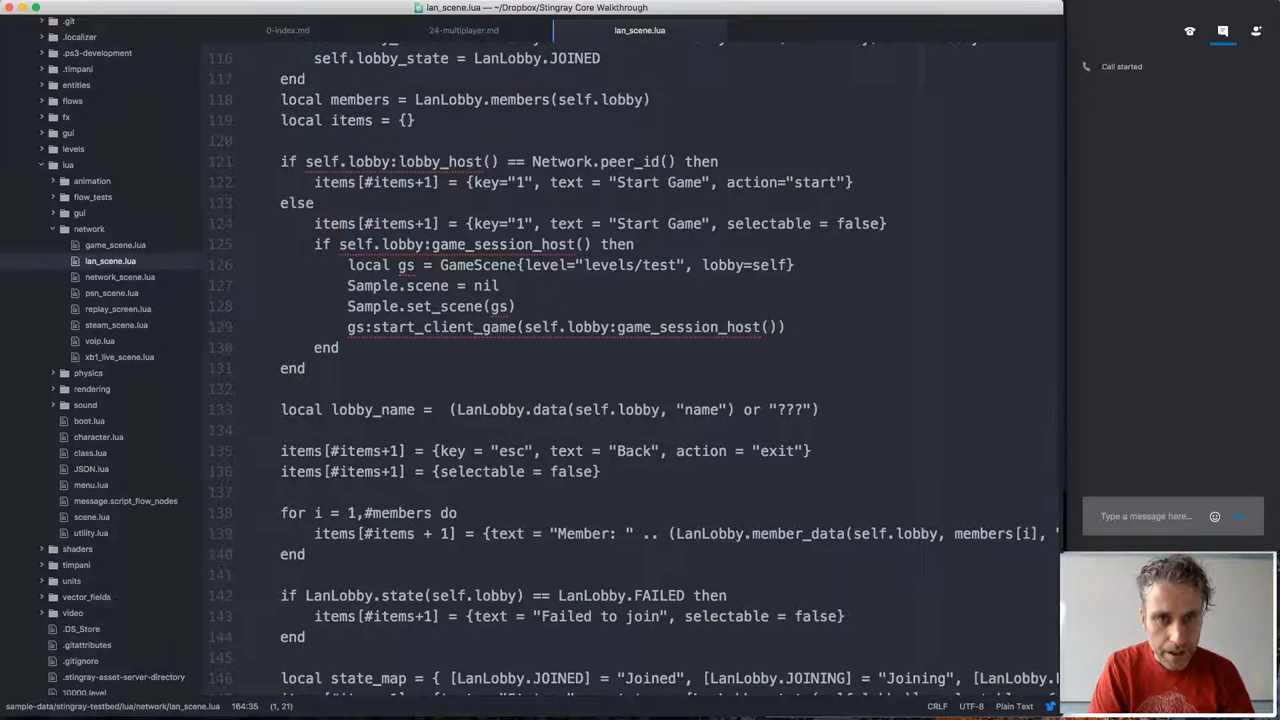 lan_scene.lua — ~/Dropbox/Stingray Core Walkthrough
0-index.md
24-multiplayer.md
lan_scene.lua
.git
.localizer
.ps3-development
.timpani
entities
flows
fx
gui
levels
lua
animation
flow_tests
gui
network
game_scene.lua
lan_scene.lua
network_scene.lua
psn_scene.lua
replay_screen.lua
steam_scene.lua
voip.lua
xb1_live_scene.lua
physics
rendering
sound
boot.lua
character.lua
class.lua
JSON.lua
menu.lua
message.script_flow_nodes
scene.lua
utility.lua
shaders
timpani
units
vector_fields
video
.DS_Store
.gitattributes
.gitignore
.stingray-asset-server-directory
10000.level
116 self.lobby_state = LanLobby.JOINED
117 end
118 local members = LanLobby.members(self.lobby)
119 local items = {}
120
121 if self.lobby:lobby_host() == Network.peer_id() then
122 items[#items+1] = {key="1", text = "Start Game", action="start"}
123 else
124 items[#items+1] = {key="1", text = "Start Game", selectable = false}
125 if self.lobby:game_session_host() then
126 local gs = GameScene{level="levels/test", lobby=self}
127 Sample.scene = nil
128 Sample.set_scene(gs)
129 gs:start_client_game(self.lobby:game_session_host())
130 end
131 end
132
133 local lobby_name = (LanLobby.data(self.lobby, "name") or "???")
134
135 items[#items+1] = {key = "esc", text = "Back", action = "exit"}
136 items[#items+1] = {selectable = false}
137
138 for i = 1,#members do
139 items[#items + 1] = {text = "Member: " .. (LanLobby.member_data(self.lobby, members[i], "
140 end
141
142 if LanLobby.state(self.lobby) == LanLobby.FAILED then
143 items[#items+1] = {text = "Failed to join", selectable = false}
144 end
145
146 local state_map = { [LanLobby.JOINED] = "Joined", [LanLobby.JOINING] = "Joining", [LanLobby.
sample-data/stingray-testbed/lua/network/lan_scene.lua 164:35 (1, 21)
CRLF UTF-8 Plain Text
Call started
Type a message here...